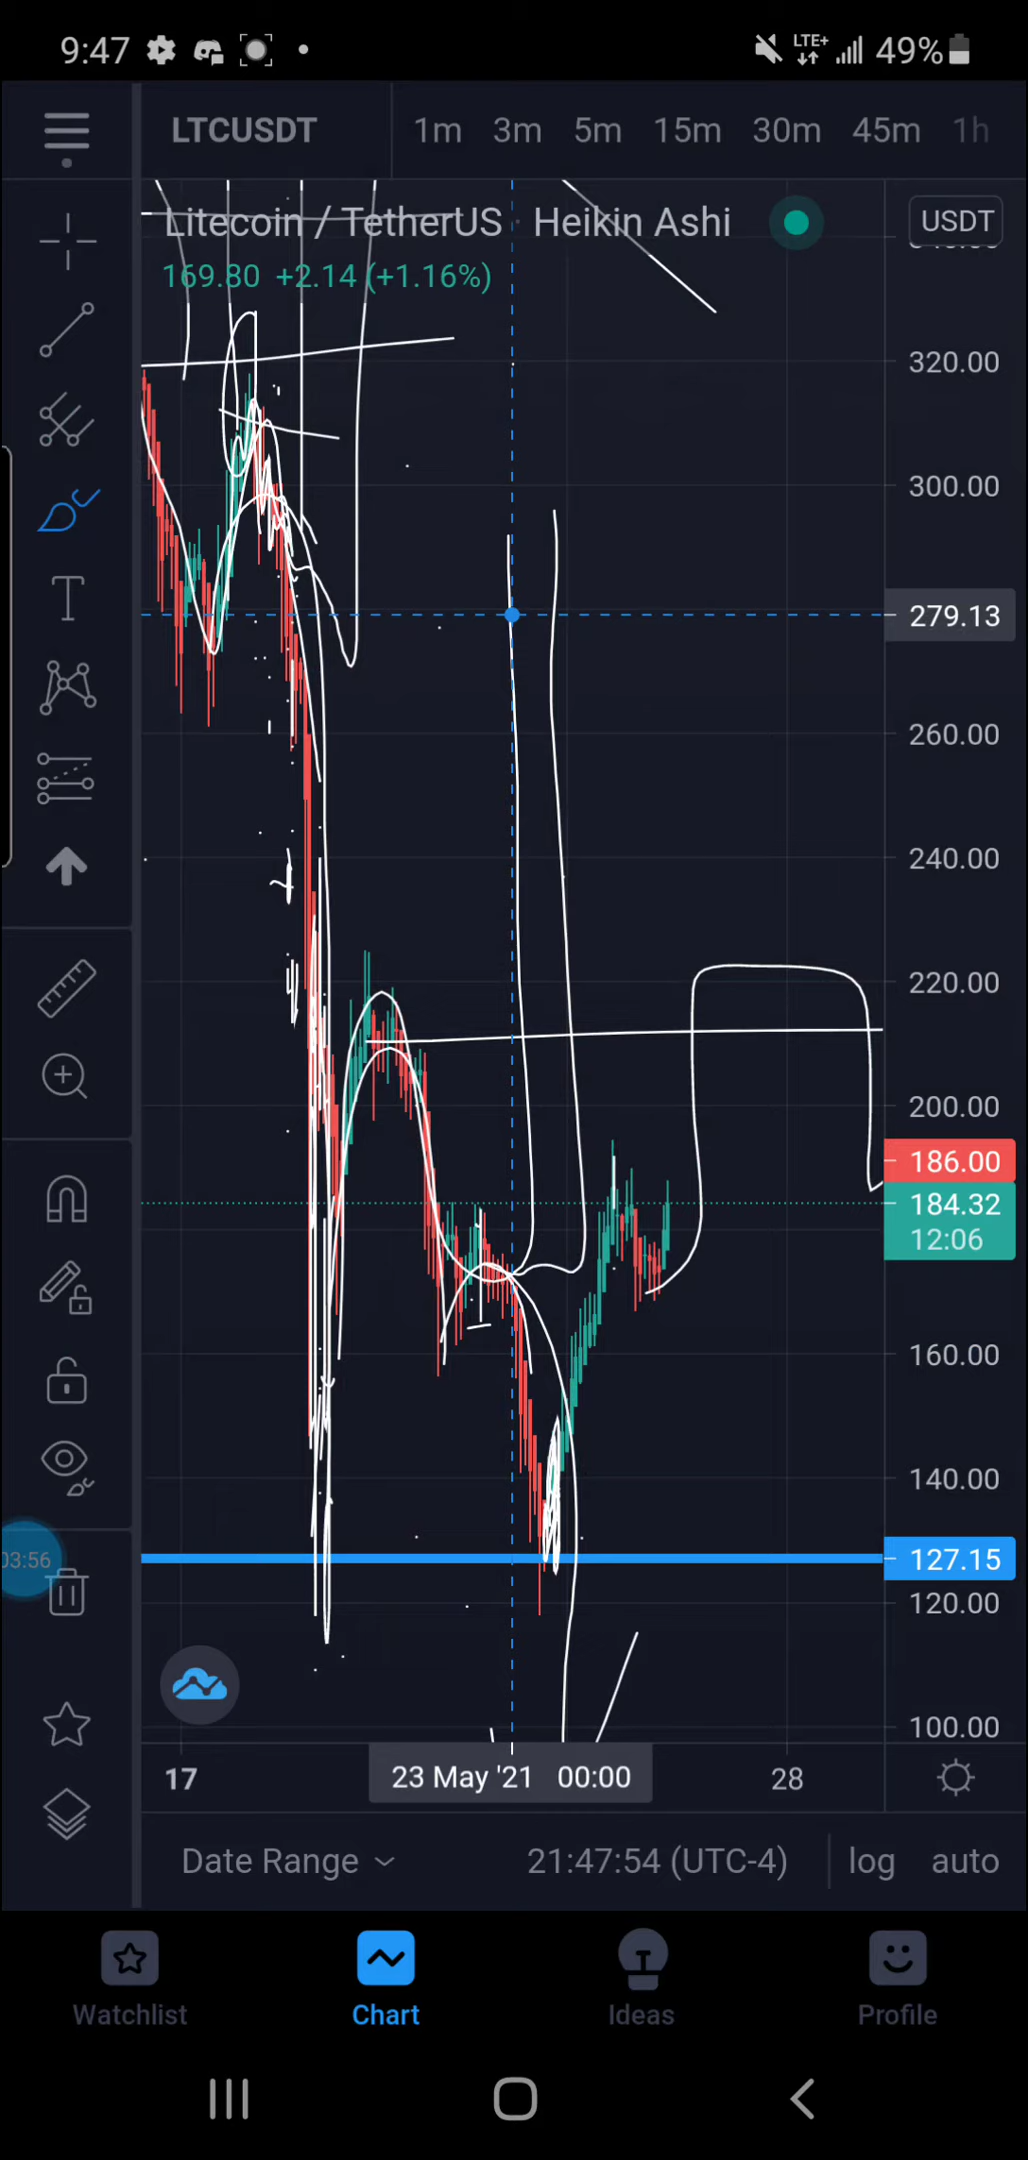 9:47 LTE+ 49%
LTCUSDT 1m 3m 5m 15m 30m 45m 1h
Litecoin / TetherUS · Heikin Ashi USDT
169.80 +2.14 (+1.16%)
320.00
300.00
279.13
260.00
240.00
220.00
200.00
186.00
184.32
12:06
160.00
140.00
03:56
127.15
120.00
100.00
17 23 May '21 00:00 28
Date Range 21:47:54 (UTC-4) log auto
Watchlist Chart Ideas Profile